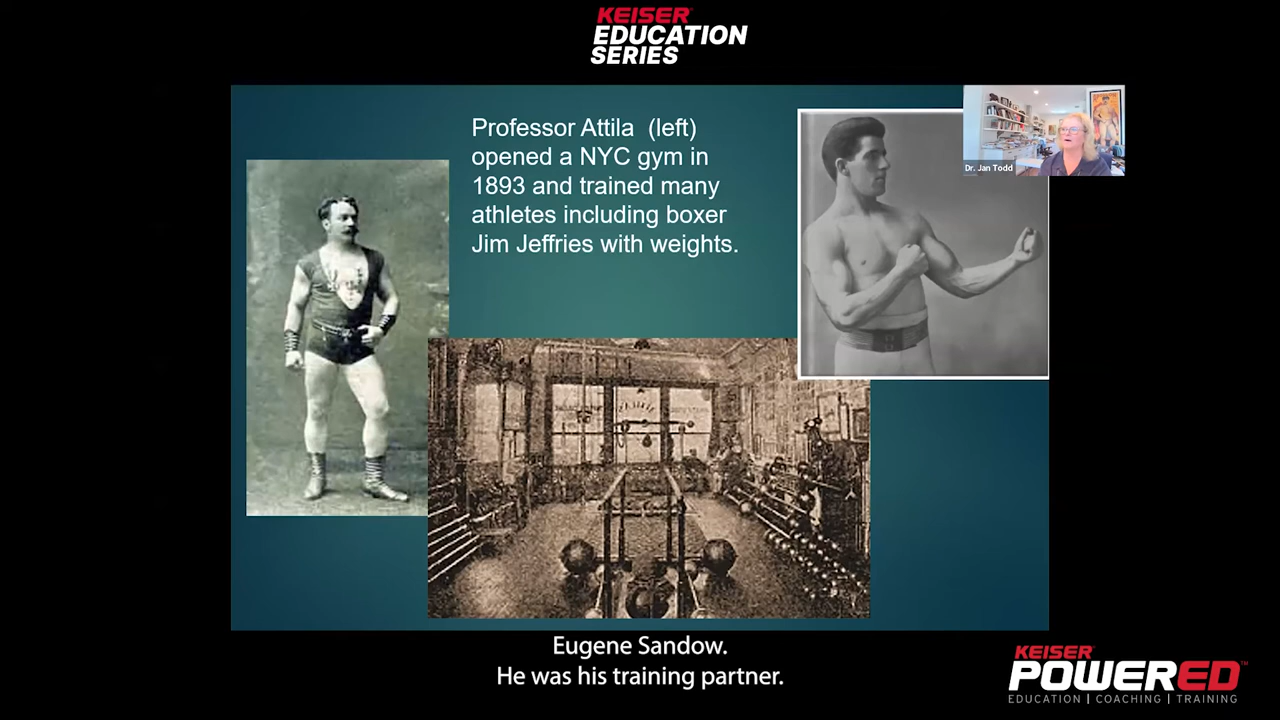 KEISER
EDUCATION
SERIES
Professor Attila (left)
opened a NYC gym in
1893 and trained many
athletes including boxer
Jim Jeffries with weights.
Dr. Jan Todd
Eugene Sandow.
He was his training partner.
KEISER
POWERED™
EDUCATION | COACHING | TRAINING